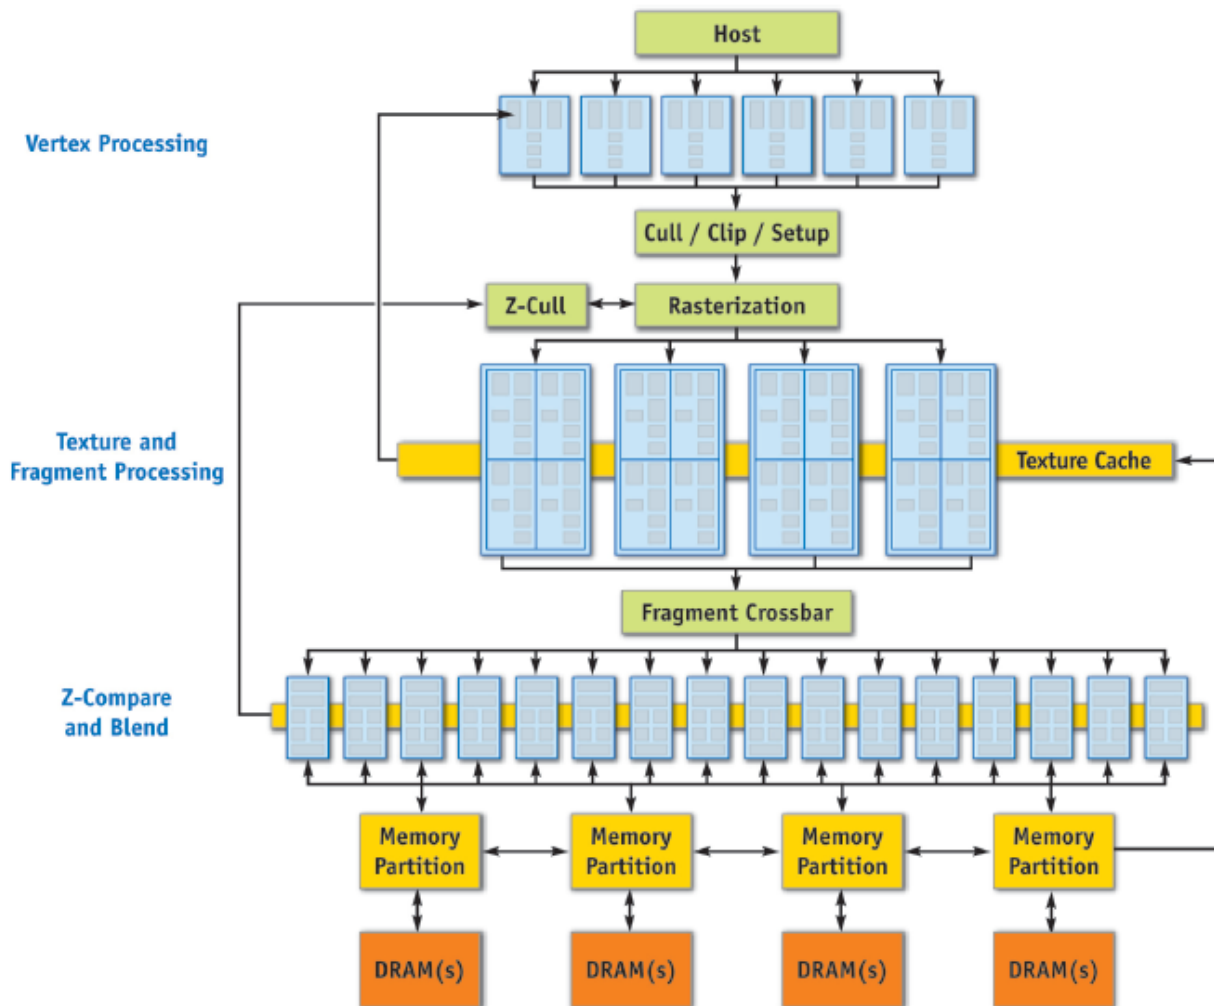 Host
Vertex Processing
Cull / Clip / Setup
Z-Cull
Rasterization
Texture and
Fragment Processing
Texture Cache
Fragment Crossbar
Z-Compare
and Blend
Memory
Partition
Memory
Partition
Memory
Partition
Memory
Partition
DRAM(s)
DRAM(s)
DRAM(s)
DRAM(s)